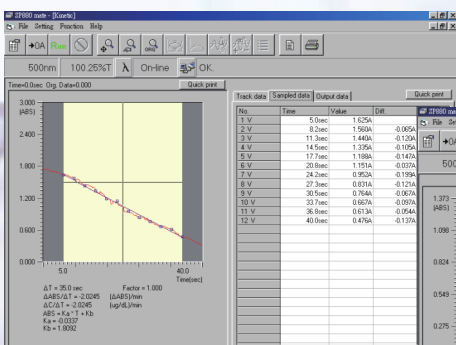 SP880 mete - [Kinetic]
File Setting Function Help
→0A Run ORG
500nm 100.25%T λ On-line OK.
Time=0.0sec Org. Data=0.000 Quick print
3.000
(ABS)
2.400
1.800
1.200
0.600
0.000
5.0 40.0
Time(sec)
ΔT = 35.0 sec Factor = 1.000
ΔABS/ΔT = -2.0245 (ΔABS)/min
ΔC/ΔT = -2.0245 (ug/dL)/min
ABS = Ka * T + Kb
Ka = -0.0337
Kb = 1.8092
Track data Sampled data Output data Quick print
No. Time Value Diff.
1 V 5.0sec 1.625A
2 V 8.2sec 1.560A -0.065A
3 V 11.3sec 1.440A -0.120A
4 V 14.5sec 1.335A -0.105A
5 V 17.7sec 1.188A -0.147A
6 V 20.8sec 1.151A -0.037A
7 V 24.2sec 0.952A -0.199A
8 V 27.3sec 0.831A -0.121A
9 V 30.5sec 0.764A -0.067A
10 V 33.7sec 0.667A -0.097A
11 V 36.8sec 0.613A -0.054A
12 V 40.0sec 0.476A -0.137A
SP880 me
File Se
→0A
500
1.373
(ABS)
1.098
0.824
0.549
0.275